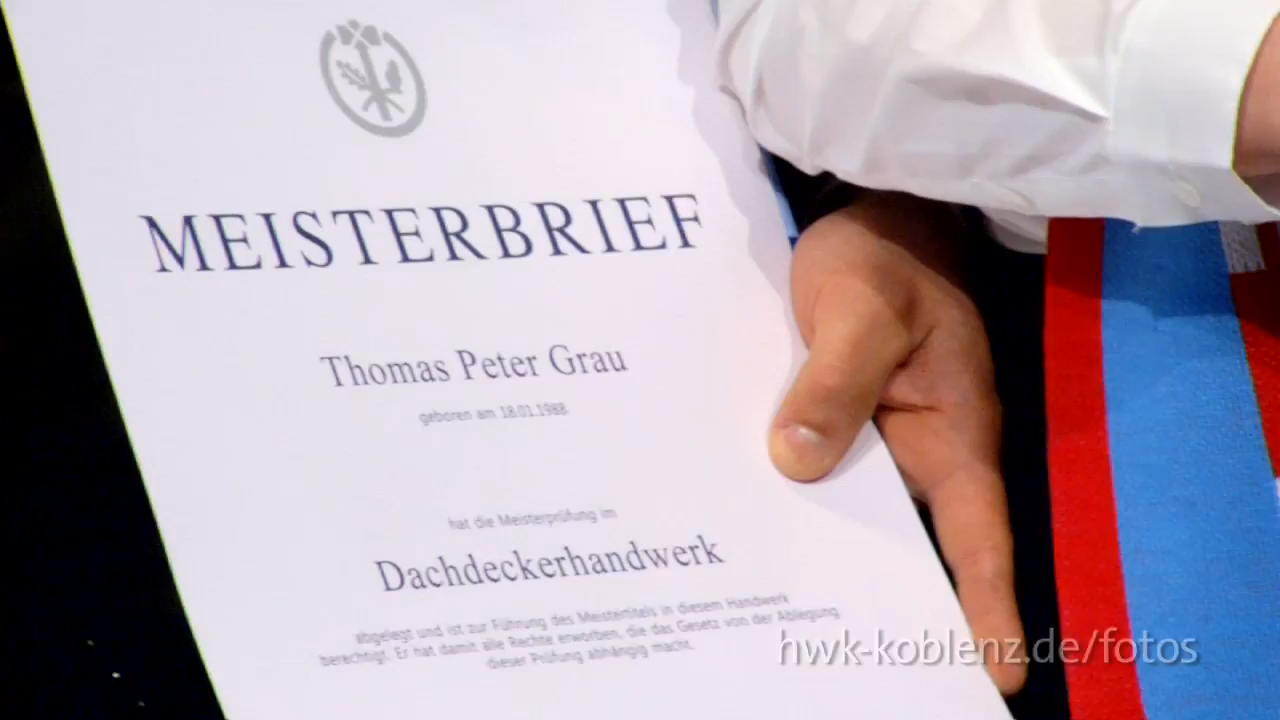 MEISTERBRIEF
Thomas Peter Grau
geboren am 18.01.1988
hat die Meisterprüfung im
Dachdeckerhandwerk
abgelegt und ist zur Führung des Meistertitels in diesem Handwerk
berechtigt. Er hat damit alle Rechte erworben, die das Gesetz von der Ablegung
dieser Prüfung abhängig macht.
hwk-koblenz.de/fotos